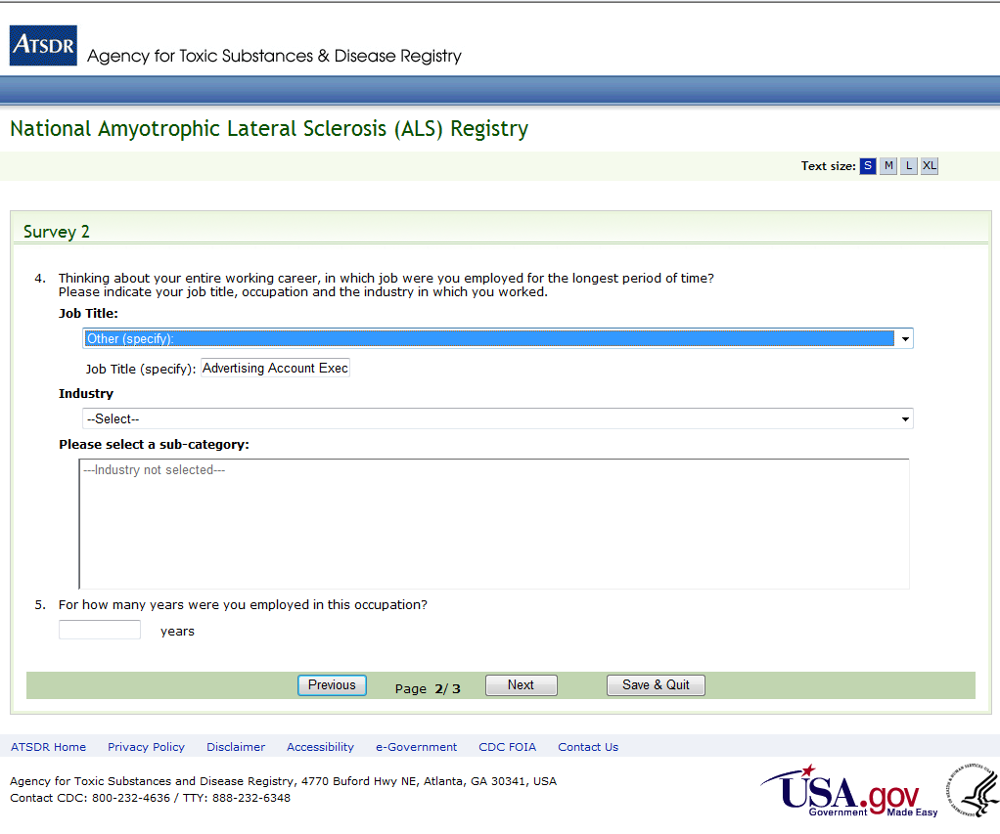 ATSDR
Agency for Toxic Substances & Disease Registry
National Amyotrophic Lateral Sclerosis (ALS) Registry
Text size: S M L XL
Survey 2
4. Thinking about your entire working career, in which job were you employed for the longest period of time?
Please indicate your job title, occupation and the industry in which you worked.
Job Title:
Other (specify):
Job Title (specify): Advertising Account Exec
Industry
--Select--
Please select a sub-category:
---Industry not selected---
5. For how many years were you employed in this occupation?
years
Previous Page 2/ 3 Next Save & Quit
ATSDR Home Privacy Policy Disclaimer Accessibility e-Government CDC FOIA Contact Us
Agency for Toxic Substances and Disease Registry, 4770 Buford Hwy NE, Atlanta, GA 30341, USA
Contact CDC: 800-232-4636 / TTY: 888-232-6348
USA.gov
Government Made Easy